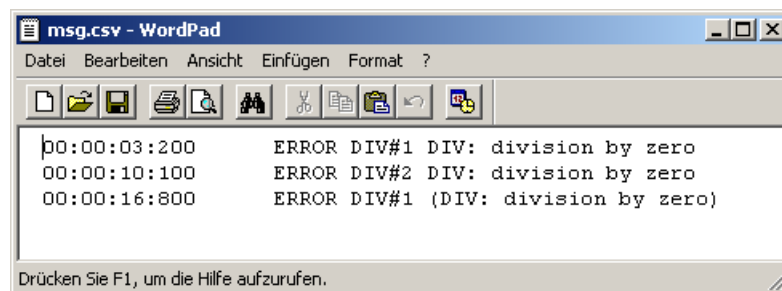 msg.csv - WordPad
Datei Bearbeiten Ansicht Einfügen Format ?
00:00:03:200 ERROR DIV#1 DIV: division by zero
00:00:10:100 ERROR DIV#2 DIV: division by zero
00:00:16:800 ERROR DIV#1 (DIV: division by zero)
Drücken Sie F1, um die Hilfe aufzurufen.